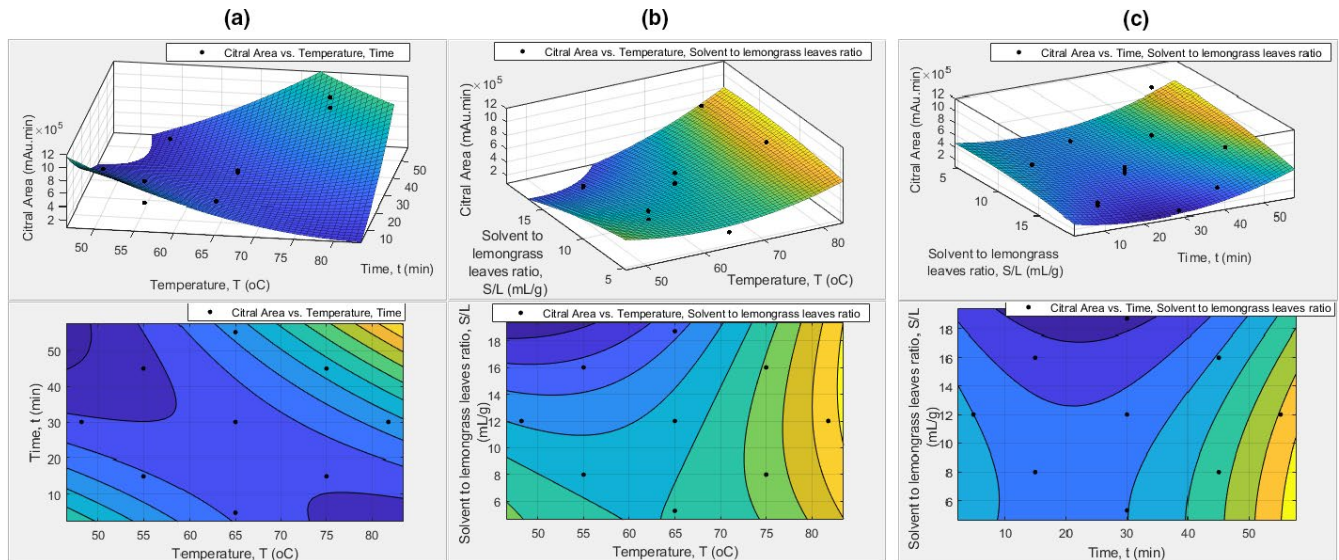 (a)
(b)
(c)
Citral Area vs. Temperature, Time
Citral Area (mAu.min)
×10⁵
12
10
8
6
4
2
50
55
60
65
70
75
80
Temperature, T (oC)
10
20
30
40
50
Time, t (min)
Citral Area vs. Temperature, Solvent to lemongrass leaves ratio
Citral Area (mAu.min)
×10⁵
12
10
8
6
4
2
15
10
5
Solvent to
lemongrass
leaves ratio,
S/L (mL/g)
50
60
70
80
Temperature, T (oC)
Citral Area vs. Time, Solvent to lemongrass leaves ratio
Citral Area (mAu.min)
×10⁵
12
10
8
6
4
2
5
10
15
Solvent to lemongrass
leaves ratio, S/L (mL/g)
10
20
30
40
50
Time, t (min)
Citral Area vs. Temperature, Time
Time, t (min)
50
40
30
20
10
50
55
60
65
70
75
80
Temperature, T (oC)
Citral Area vs. Temperature, Solvent to lemongrass leaves ratio
Solvent to lemongrass leaves ratio, S/L
(mL/g)
18
16
14
12
10
8
6
50
55
60
65
70
75
80
Temperature, T (oC)
Citral Area vs. Time, Solvent to lemongrass leaves ratio
Solvent to lemongrass leaves ratio, S/L
(mL/g)
18
16
14
12
10
8
6
10
20
30
40
50
Time, t (min)